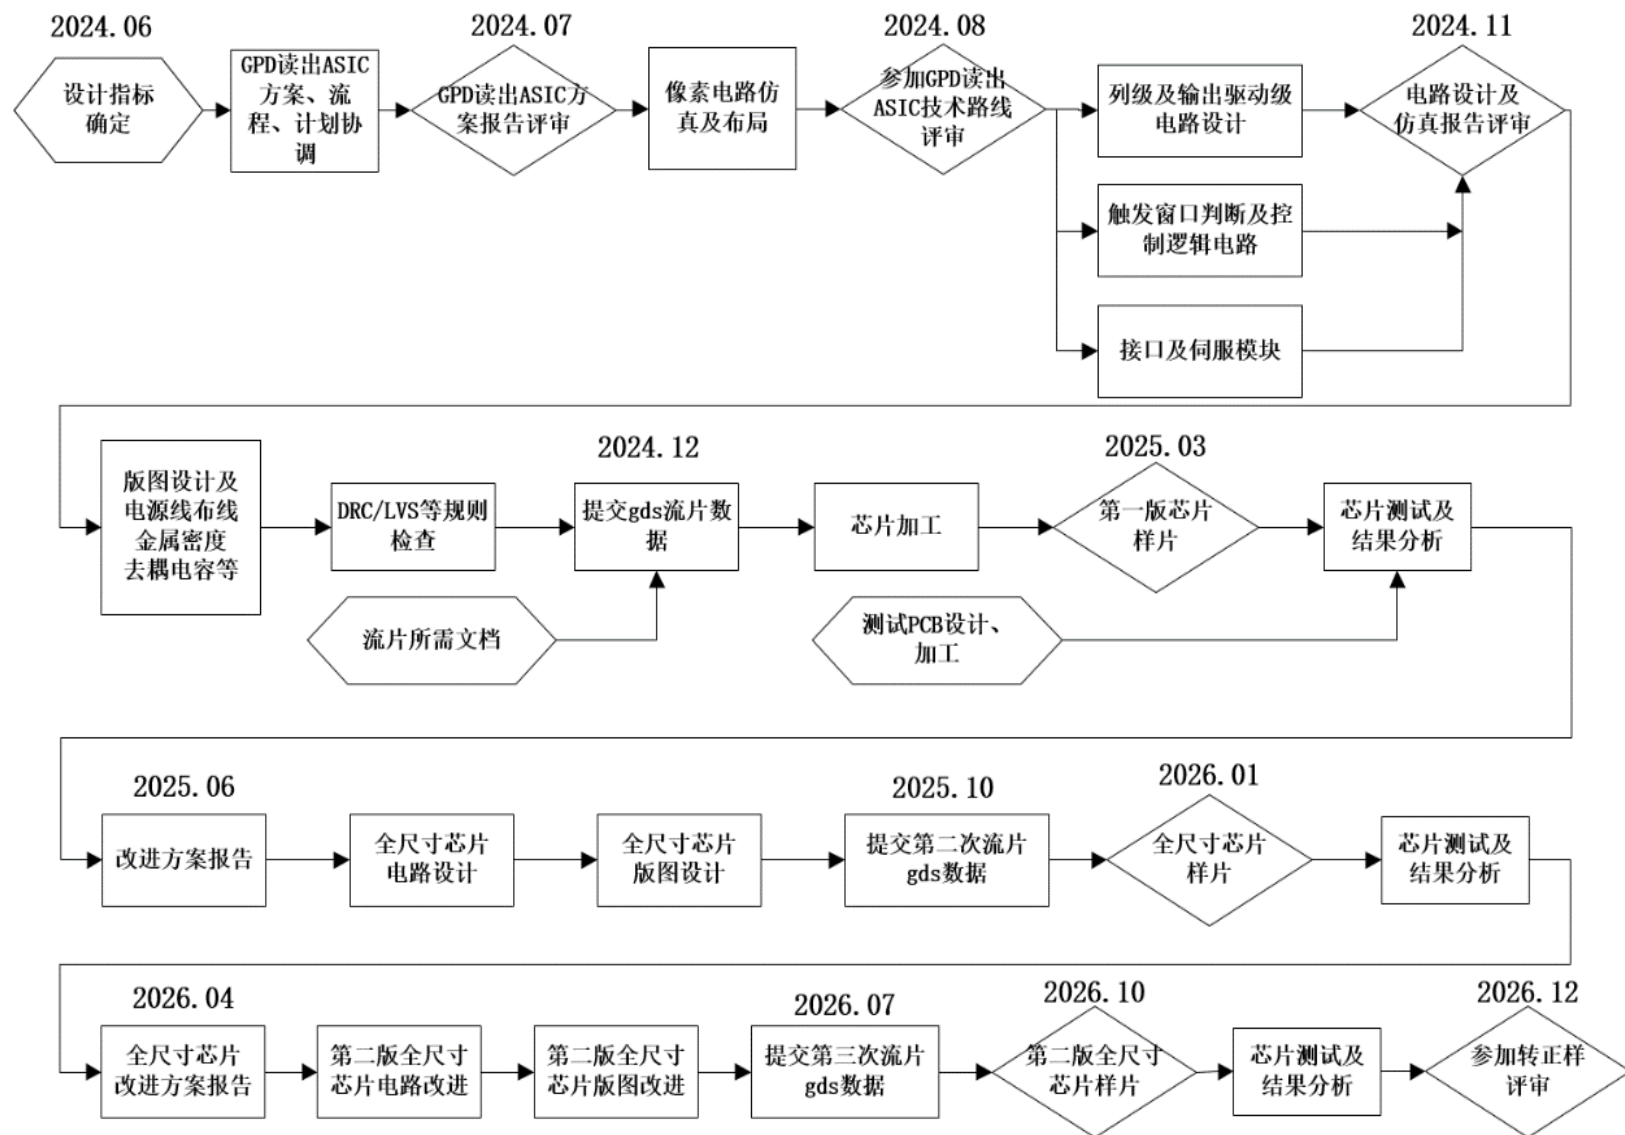 2024.06
设计指标
确定
GPD读出ASIC
方案、流
程、计划协
调
2024.07
GPD读出ASIC方
案报告评审
像素电路仿
真及布局
2024.08
参加GPD读出
ASIC技术路线
评审
列级及输出驱动级
电路设计
触发窗口判断及控
制逻辑电路
接口及伺服模块
2024.11
电路设计及
仿真报告评审
版图设计及
电源线布线
金属密度
去耦电容等
DRC/LVS等规则
检查
2024.12
提交gds流片数
据
流片所需文档
芯片加工
2025.03
第一版芯片
样片
测试PCB设计、
加工
芯片测试及
结果分析
2025.06
改进方案报告
全尺寸芯片
电路设计
全尺寸芯片
版图设计
2025.10
提交第二次流片
gds数据
2026.01
全尺寸芯片
样片
芯片测试及
结果分析
2026.04
全尺寸芯片
改进方案报告
第二版全尺寸
芯片电路改进
第二版全尺寸
芯片版图改进
2026.07
提交第三次流片
gds数据
2026.10
第二版全尺寸
芯片样片
芯片测试及
结果分析
2026.12
参加转正样
评审